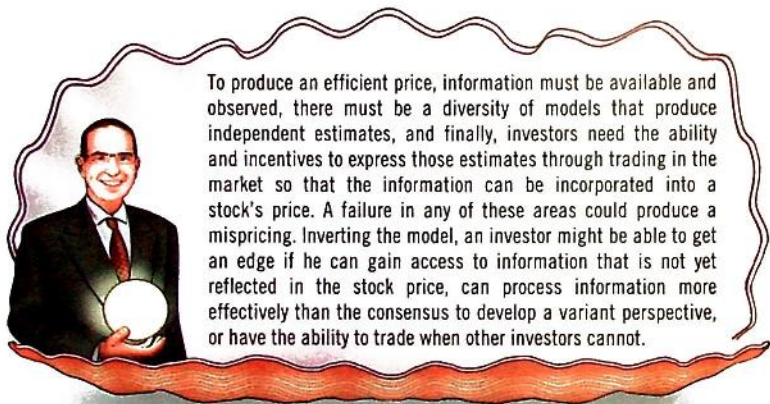 To produce an efficient price, information must be available and
observed, there must be a diversity of models that produce
independent estimates, and finally, investors need the ability
and incentives to express those estimates through trading in the
market so that the information can be incorporated into a
stock's price. A failure in any of these areas could produce a
mispricing. Inverting the model, an investor might be able to get
an edge if he can gain access to information that is not yet
reflected in the stock price, can process information more
effectively than the consensus to develop a variant perspective,
or have the ability to trade when other investors cannot.